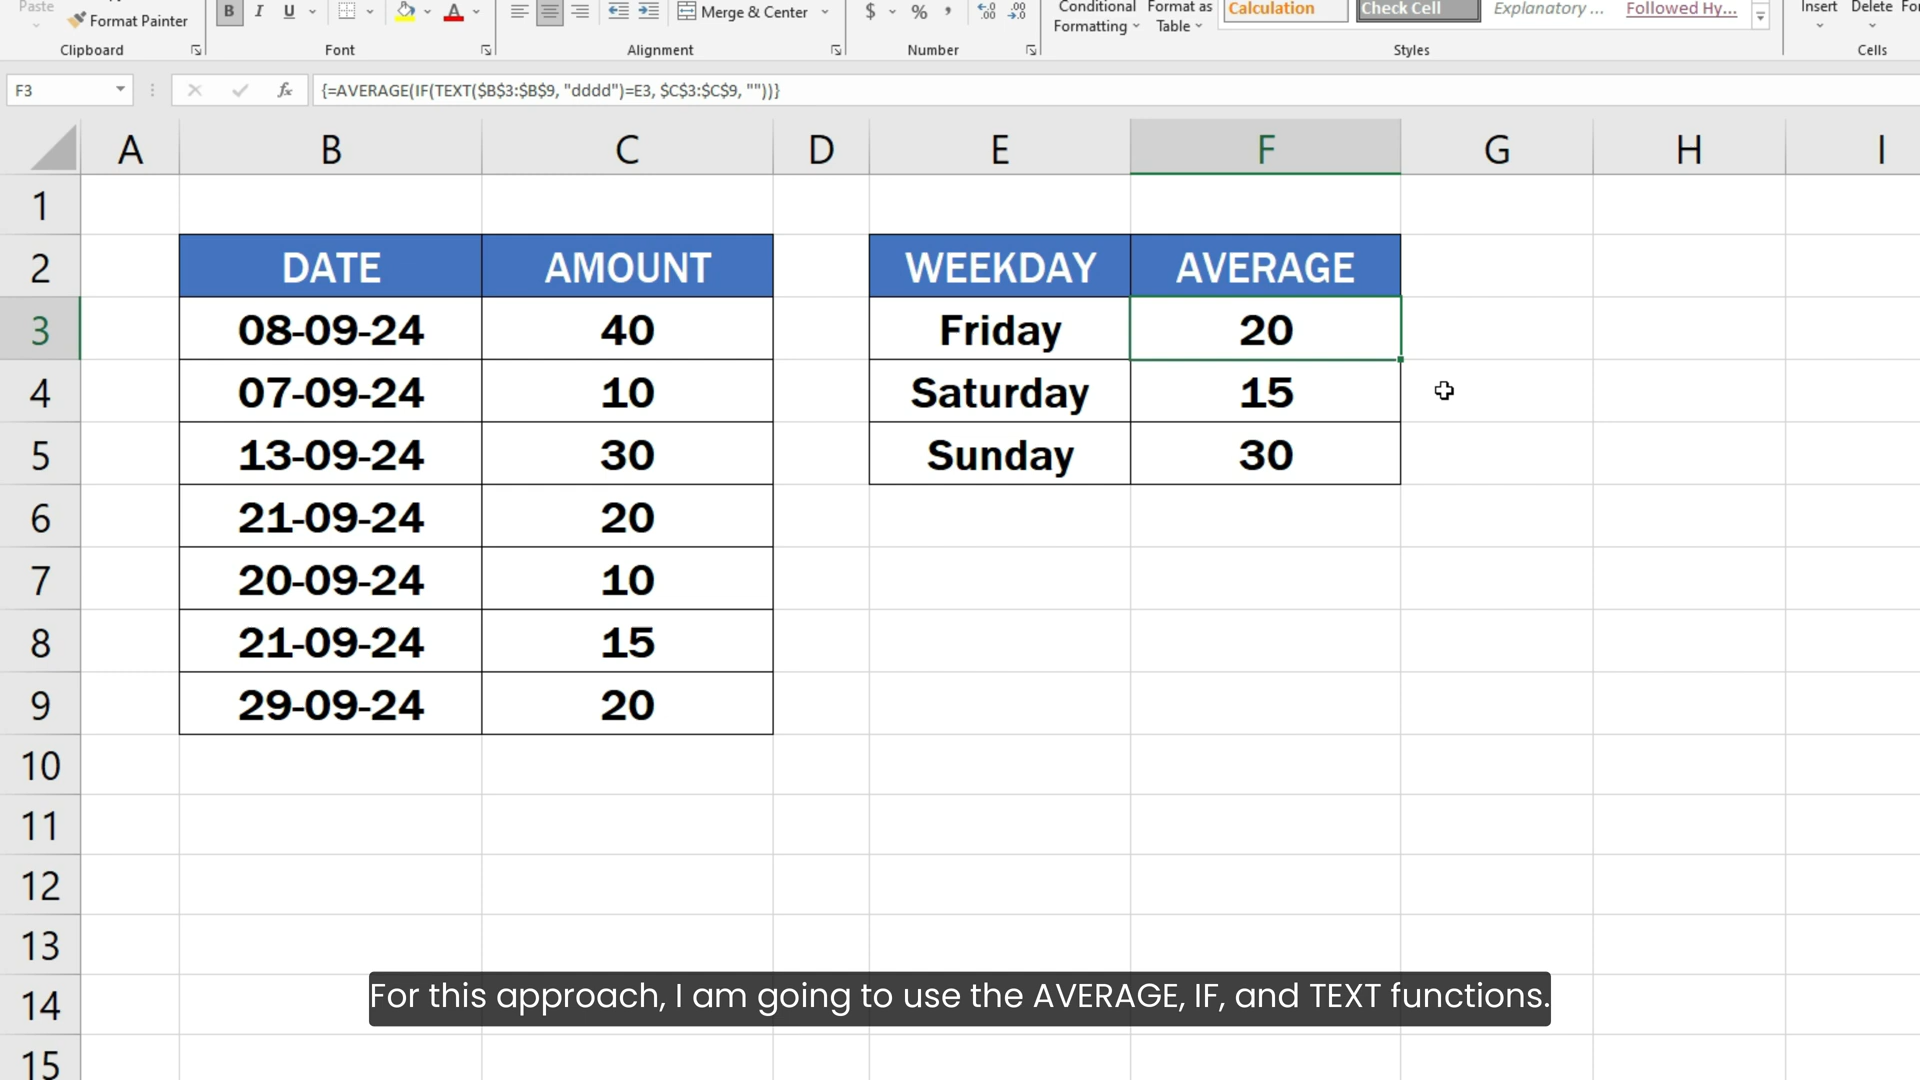 Paste
Format Painter
B I U
A
Merge & Center
$ % ,
Conditional Formatting
Format as Table
Calculation
Check Cell
Explanatory ...
Followed Hy...
Insert
Delete
Clipboard
Font
Alignment
Number
Styles
Cells
F3
fx
{=AVERAGE(IF(TEXT($B$3:$B$9, "dddd")=E3, $C$3:$C$9, ""))}
A B C D E F G H I
1
2 DATE AMOUNT WEEKDAY AVERAGE
3 08-09-24 40 Friday 20
4 07-09-24 10 Saturday 15
5 13-09-24 30 Sunday 30
6 21-09-24 20
7 20-09-24 10
8 21-09-24 15
9 29-09-24 20
10
11
12
13
14
15
For this approach, I am going to use the AVERAGE, IF, and TEXT functions.